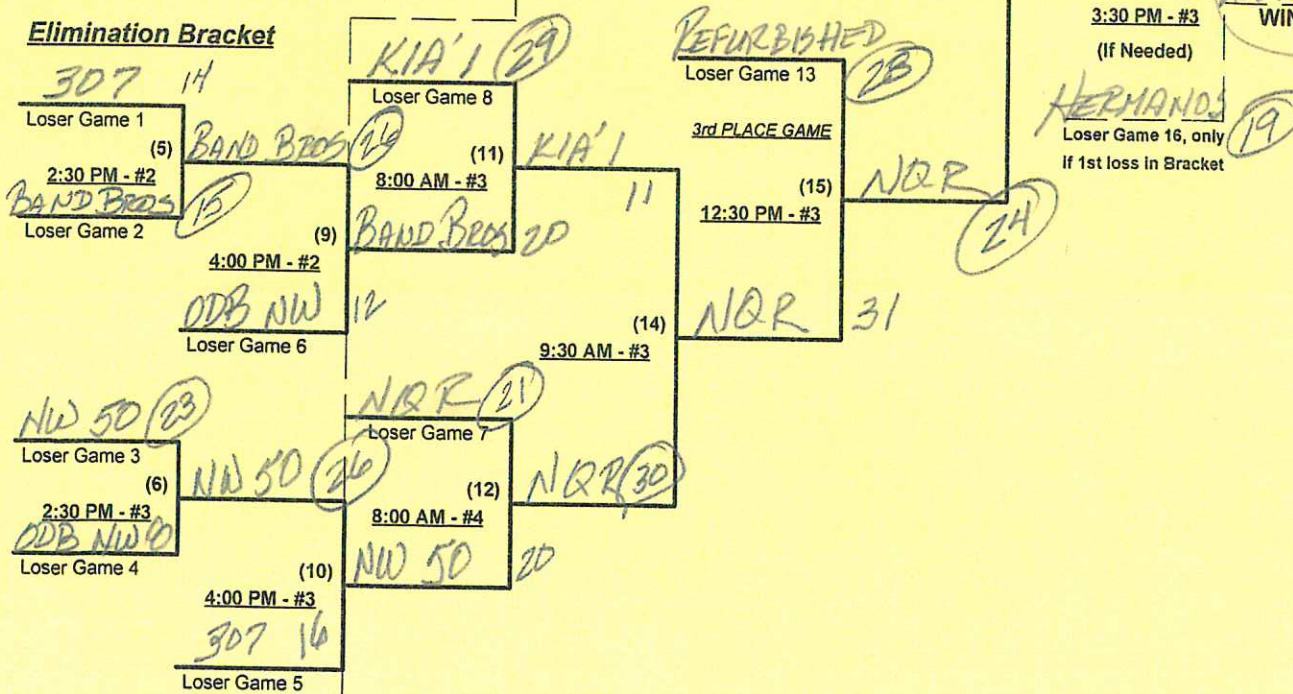 Elimination Bracket
307 14
Loser Game 1
(5)
2:30 PM - #2
BAND BROS 15
Loser Game 2
BAND BROS 26
(9)
4:00 PM - #2
ODB NW 12
Loser Game 6
KIA'I 29
Loser Game 8
(11)
8:00 AM - #3
BAND BROS 20
KIA'I
11
(14)
9:30 AM - #3
NW 50 23
Loser Game 3
(6)
2:30 PM - #3
ODB NW
Loser Game 4
NW 50 26
(10)
4:00 PM - #3
307 16
Loser Game 5
NQR 21
Loser Game 7
(12)
8:00 AM - #4
NW 50 20
NQR 30
REFURBISHED
Loser Game 13
3rd PLACE GAME
(15)
12:30 PM - #3
NQR 31
NQR
24
3:30 PM - #3
(If Needed)
HERMANOS 19
Loser Game 16, only
if 1st loss in Bracket